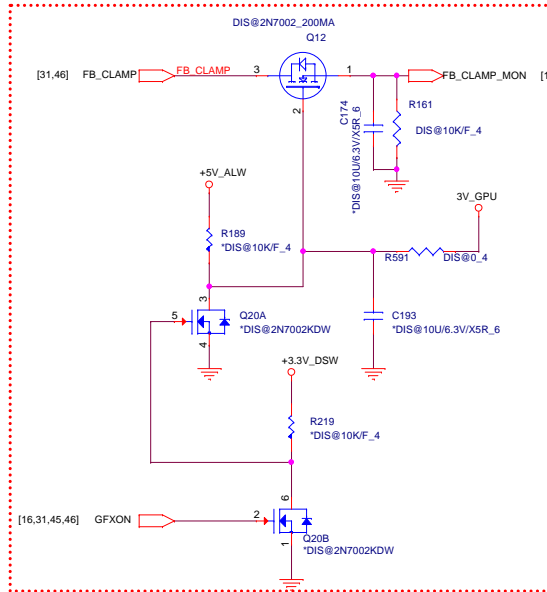 DIS@2N7002_200MA
Q12
[31,46] FB_CLAMP FB_CLAMP 3 1 FB_CLAMP_MON [1
2
C174
*DIS@10U/6.3V/X5R_6
R161
DIS@10K/F_4
+5V_ALW
3V_GPU
R189
*DIS@10K/F_4
R591 DIS@0_4
3
5
4
Q20A
*DIS@2N7002KDW
C193
*DIS@10U/6.3V/X5R_6
+3.3V_DSW
R219
*DIS@10K/F_4
6
[16,31,45,46] GFXON 2
1
Q20B
*DIS@2N7002KDW